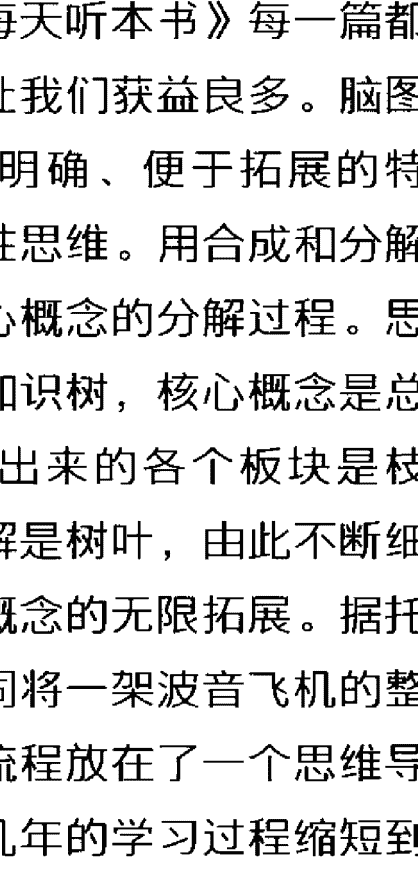 每天听本书》每一篇都
让我们获益良多。脑图
明确、便于拓展的特
性思维。用合成和分解
心概念的分解过程。思
知识树，核心概念是总
出来的各个板块是枝
解是树叶，由此不断细
概念的无限拓展。据托
司将一架波音飞机的整
流程放在了一个思维导
几年的学习过程缩短到